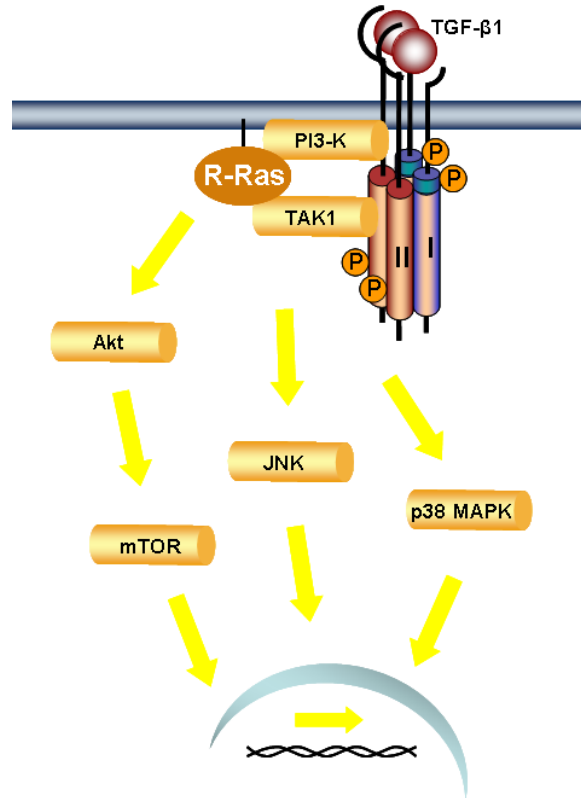 TGF-β1
PI3-K
P
P
R-Ras
TAK1
I
II
P
P
Akt
JNK
p38 MAPK
mTOR